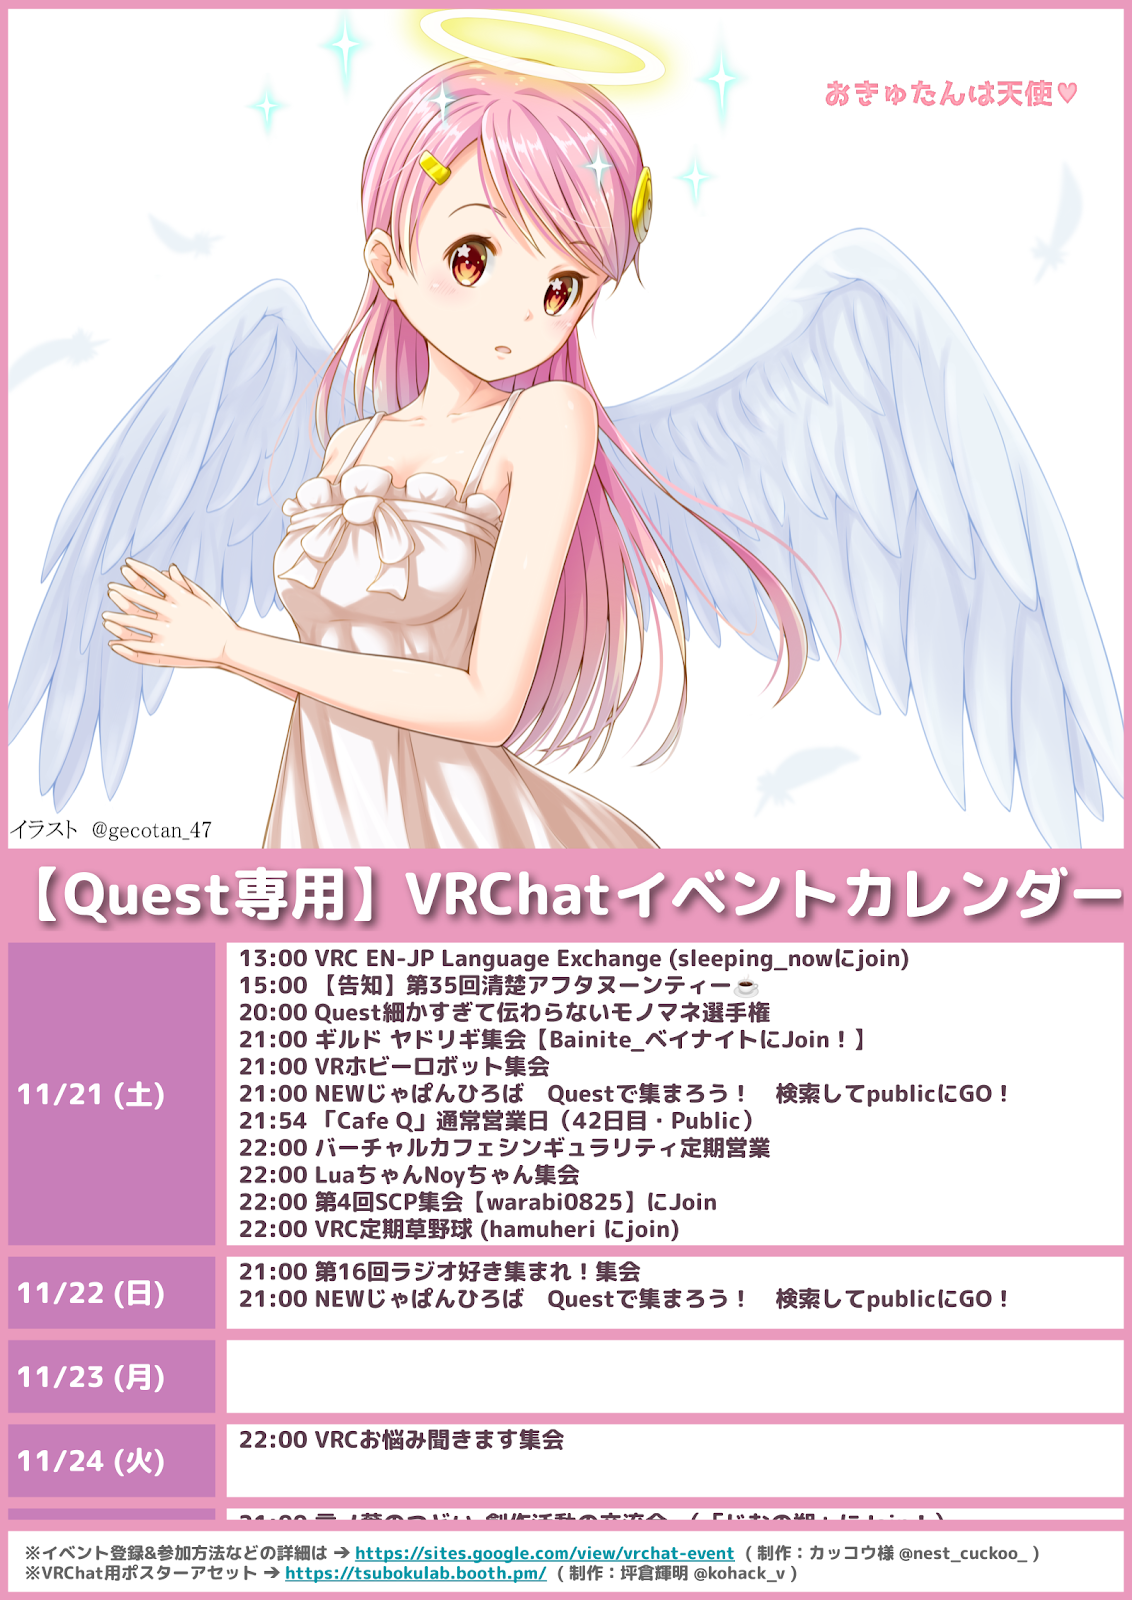 おきゅたんは天使♥
イラスト @gecotan_47
【Quest専用】VRChatイベントカレンダー
11/21 (土)
13:00 VRC EN-JP Language Exchange (sleeping_nowにjoin)
15:00 【告知】第35回清楚アフタヌーンティー☕
20:00 Quest細かすぎて伝わらないモノマネ選手権
21:00 ギルド ヤドリギ集会【Bainite_ベイナイトにJoin！】
21:00 VRホビーロボット集会
21:00 NEWじゃぱんひろば　Questで集まろう！　検索してpublicにGO！
21:54 「Cafe Q」通常営業日（42日目・Public）
22:00 バーチャルカフェシンギュラリティ定期営業
22:00 LuaちゃんNoyちゃん集会
22:00 第4回SCP集会【warabi0825】にJoin
22:00 VRC定期草野球 (hamuheri にjoin)
11/22 (日)
21:00 第16回ラジオ好き集まれ！集会
21:00 NEWじゃぱんひろば　Questで集まろう！　検索してpublicにGO！
11/23 (月)
11/24 (火)
22:00 VRCお悩み聞きます集会
※イベント登録&参加方法などの詳細は ➔ https://sites.google.com/view/vrchat-event ( 制作：カッコウ様 @nest_cuckoo_ )
※VRChat用ポスターアセット ➔ https://tsubokulab.booth.pm/ ( 制作：坪倉輝明 @kohack_v )